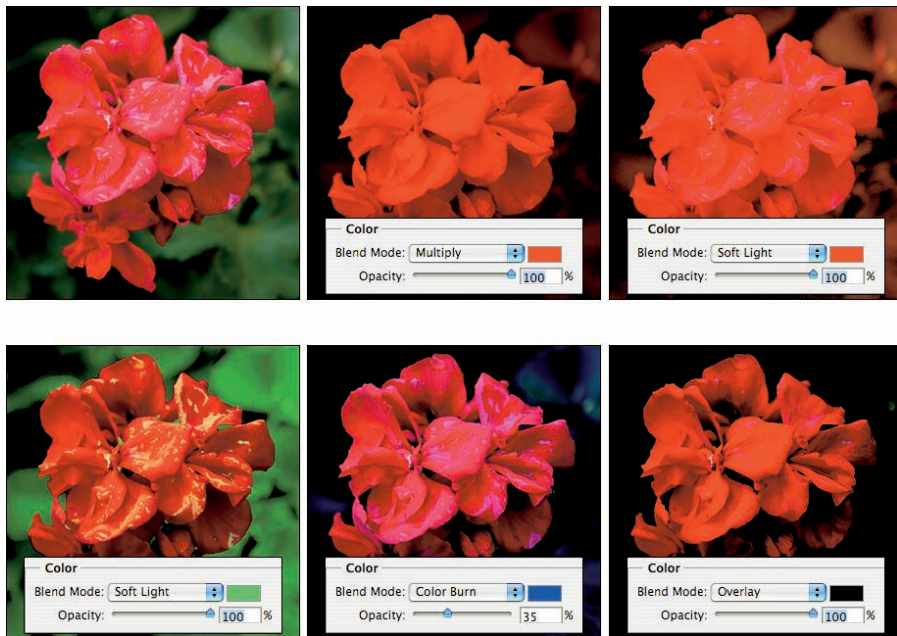 Color
Blend Mode: Multiply
Opacity: 100 %
Color
Blend Mode: Soft Light
Opacity: 100 %
Color
Blend Mode: Soft Light
Opacity: 100 %
Color
Blend Mode: Color Burn
Opacity: 35 %
Color
Blend Mode: Overlay
Opacity: 100 %